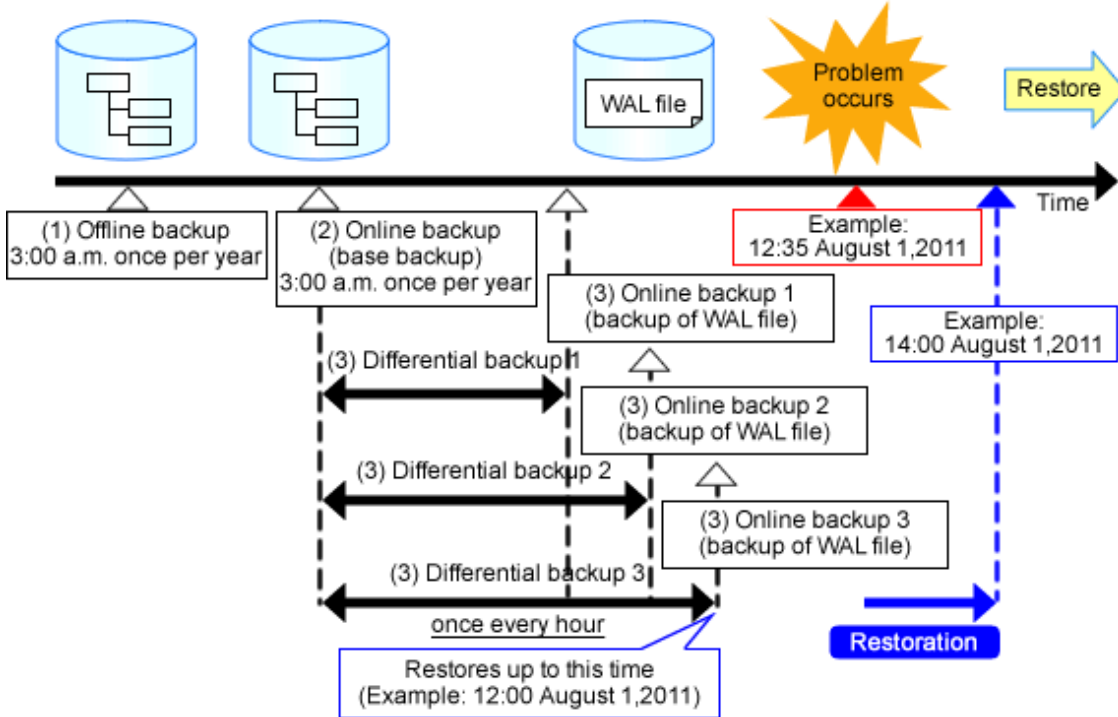 WAL file
Problem
occurs
Restore
Time
(1) Offline backup
3:00 a.m. once per year
(2) Online backup
(base backup)
3:00 a.m. once per year
Example:
12:35 August 1,2011
(3) Online backup 1
(backup of WAL file)
Example:
14:00 August 1,2011
(3) Differential backup 1
(3) Online backup 2
(backup of WAL file)
(3) Differential backup 2
(3) Online backup 3
(backup of WAL file)
(3) Differential backup 3
once every hour
Restoration
Restores up to this time
(Example: 12:00 August 1,2011)